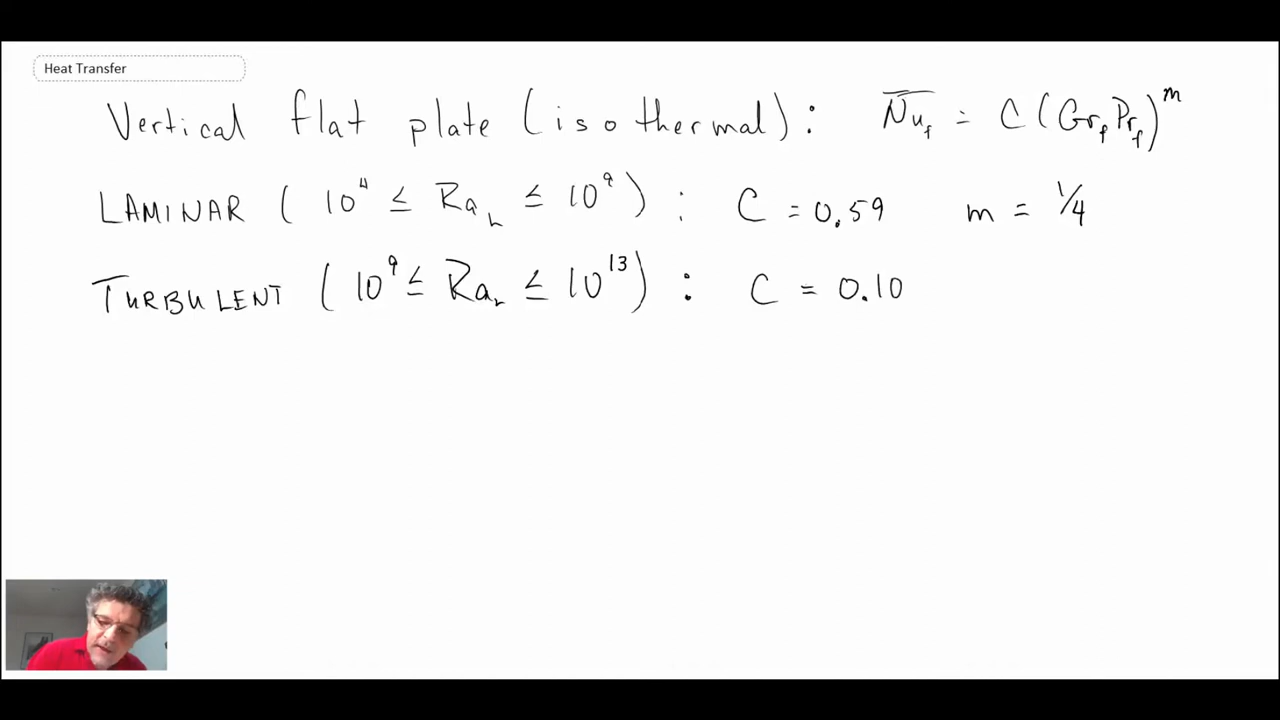 Heat Transfer
Vertical flat plate (isothermal): N̅u̅_f = C(Gr_f Pr_f)^m
LAMINAR (10^4 ≤ Ra_L ≤ 10^9): C = 0.59 m = 1/4
TURBULENT (10^9 ≤ Ra_L ≤ 10^13): C = 0.10